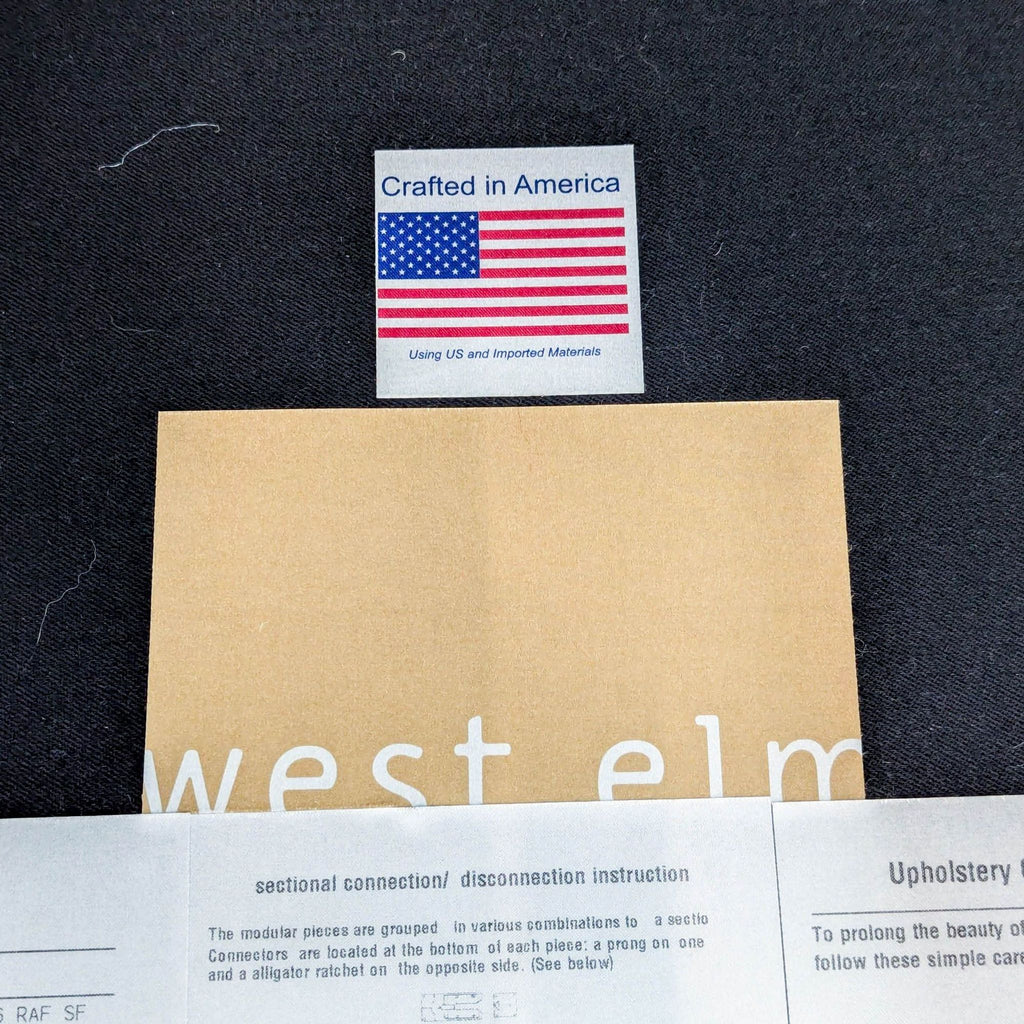 Crafted in America
Using US and Imported Materials
west elm
sectional connection/ disconnection instruction
The modular pieces are grouped in various combinations to a sectio
Connectors are located at the bottom of each piece: a prong on one
and a alligator ratchet on the opposite side. (See below)
RAF SF
Upholstery
To prolong the beauty of
follow these simple care